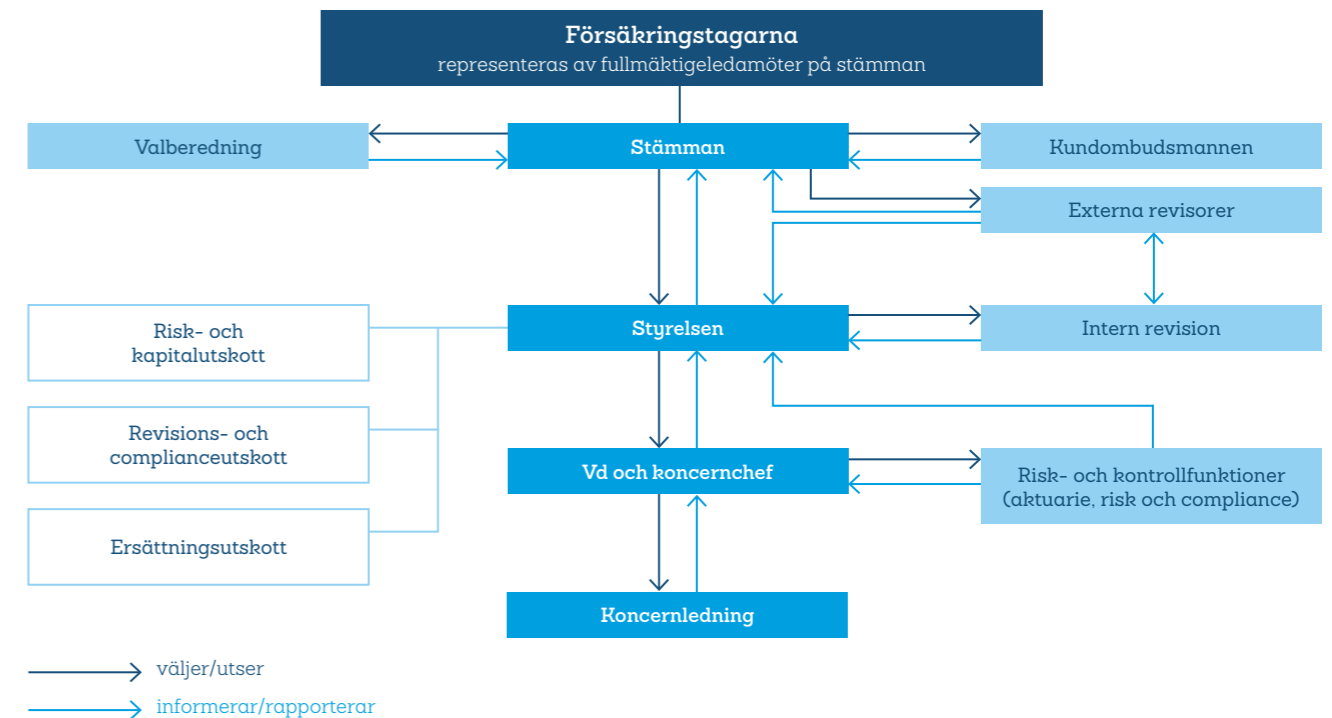 Försäkringstagarna
representeras av fullmäktigeledamöter på stämman
Valberedning
Stämman
Kundombudsmannen
Externa revisorer
Risk- och
kapitalutskott
Styrelsen
Intern revision
Revisions- och
complianceutskott
Vd och koncernchef
Risk- och kontrollfunktioner
(aktuarie, risk och compliance)
Ersättningsutskott
Koncernledning
väljer/utser
informerar/rapporterar